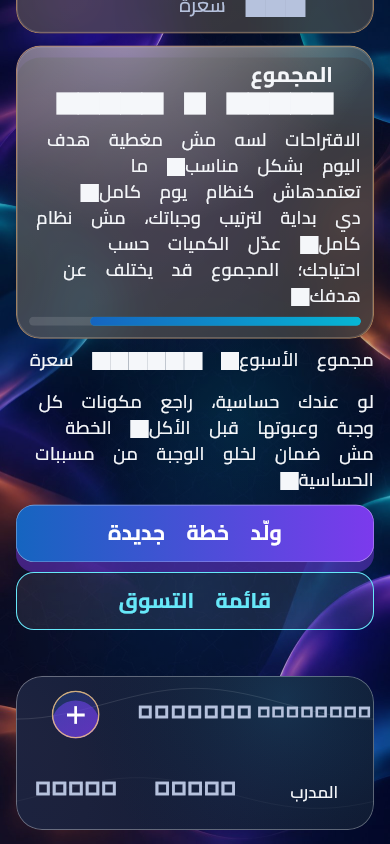 سعرة
المجموع
الاقتراحات لسه مش مغطية هدف
اليوم بشكل مناسب ما
تعتمدهاش كنظام يوم كامل
دي بداية لترتيب وجباتك، مش نظام
كامل عدّل الكميات حسب
احتياجك؛ المجموع قد يختلف عن
هدفك
مجموع الأسبوع سعرة
لو عندك حساسية، راجع مكونات كل
وجبة وعبوتها قبل الأكل الخطة
مش ضمان لخلو الوجبة من مسببات
الحساسية
ولّد خطة جديدة
قائمة التسوق
+
المدرب